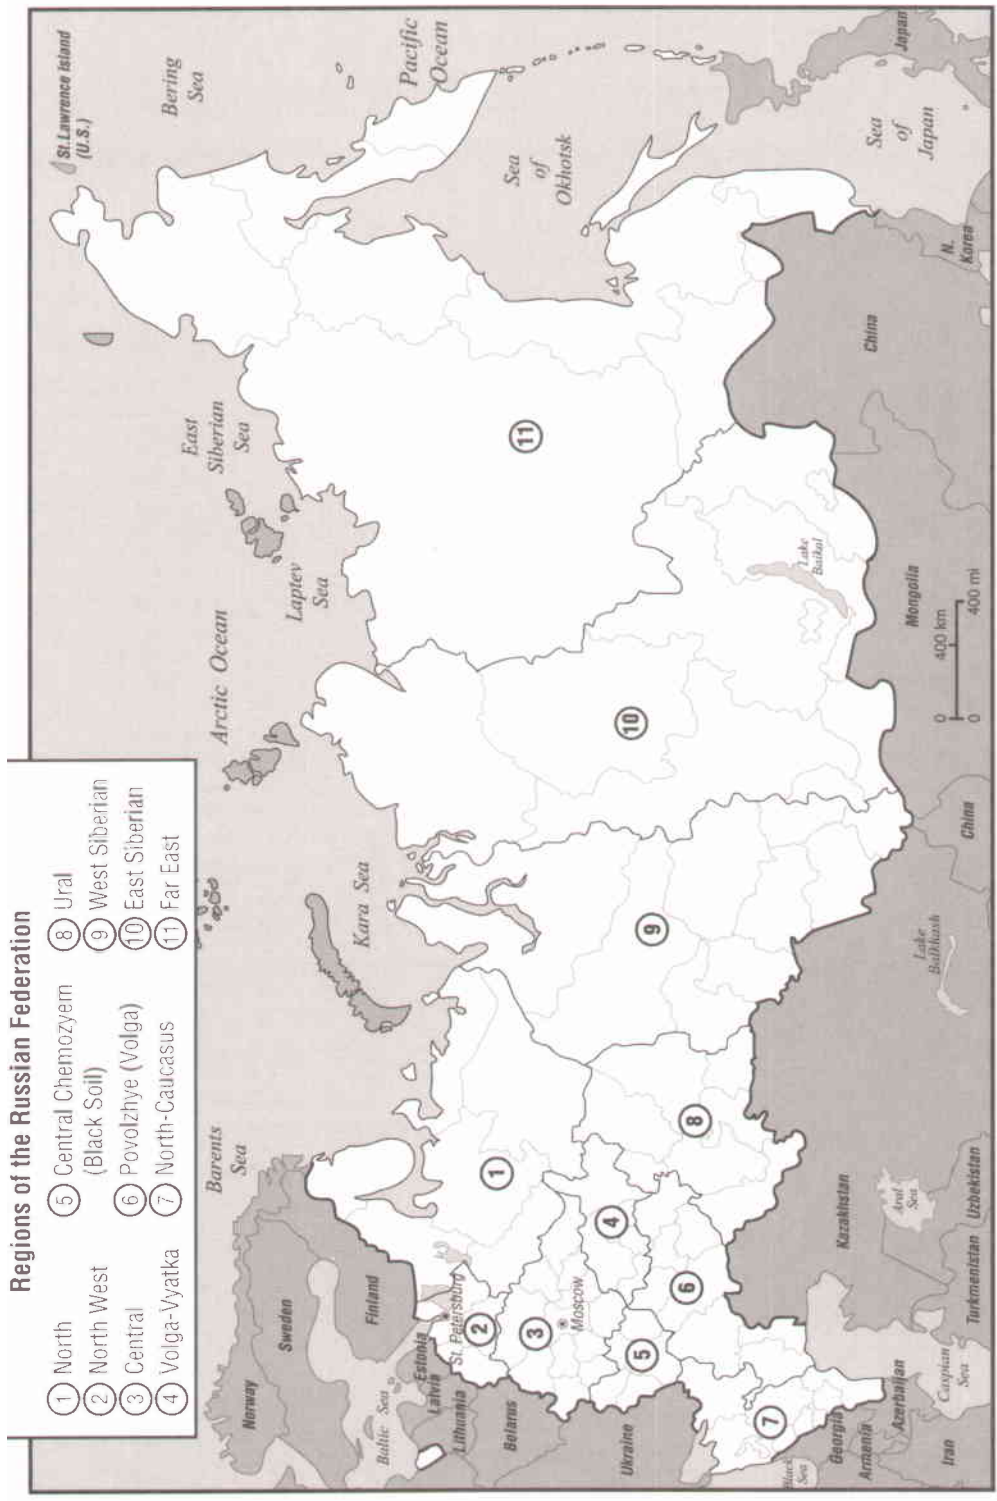 Regions of the Russian Federation
1 North
2 North West
3 Central
4 Volga-Vyatka
5 Central Chernozyem
(Black Soil)
6 Povolzhye (Volga)
7 North-Caucasus
8 Ural
9 West Siberian
10 East Siberian
11 Far East
St. Lawrence Island
(U.S.)
Bering
Sea
Pacific
Ocean
Arctic Ocean
East
Siberian
Sea
Laptev
Sea
Kara Sea
Barents
Sea
Sea
of
Okhotsk
Sea
of
Japan
Japan
N.
Korea
China
Mongolia
Lake
Baikal
China
Lake
Balkhash
Kazakhstan
Aral
Sea
Uzbekistan
Turkmenistan
Caspian
Sea
Iran
Azerbaijan
Armenia
Georgia
Black
Sea
Ukraine
Belarus
Lithuania
Latvia
Estonia
Baltic Sea
Norway
Sweden
Finland
St. Petersburg
Moscow
1
2
3
4
5
6
7
8
9
10
11
0 400 km
0 400 mi